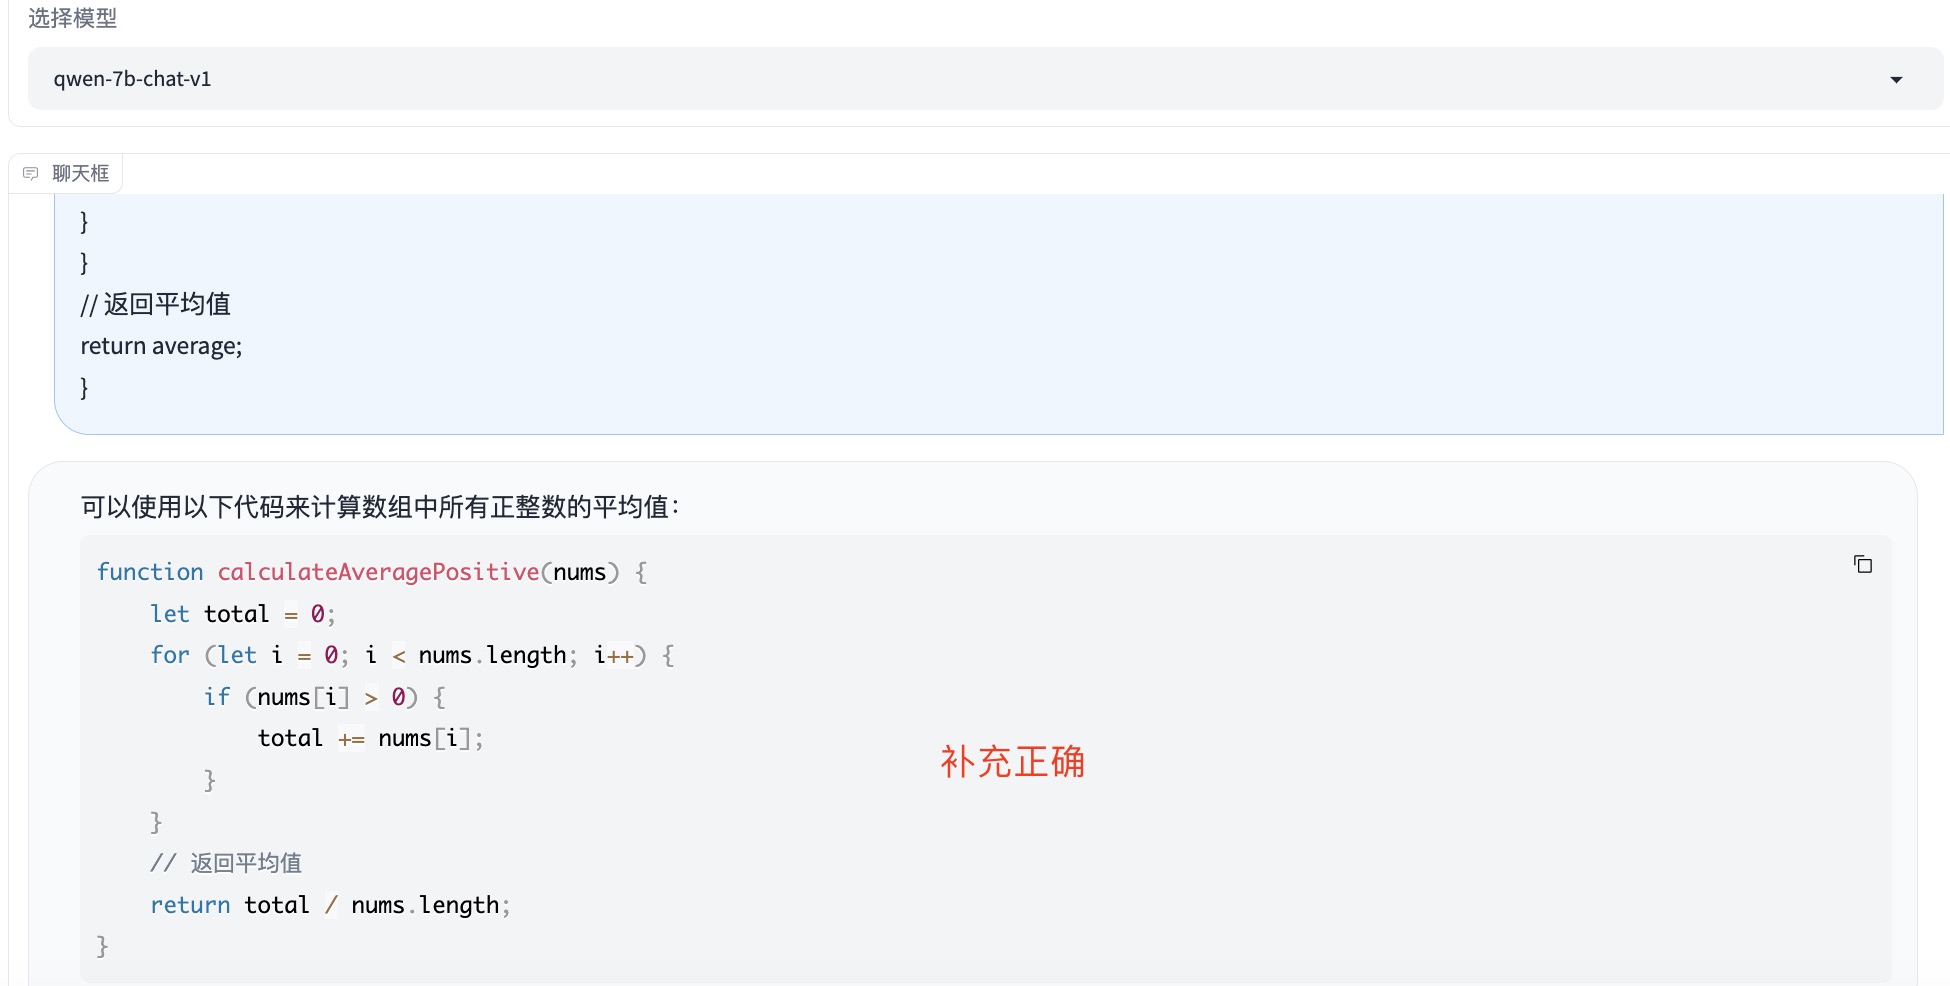 选择模型
qwen-7b-chat-v1
聊天框
}
}
// 返回平均值
return average;
}
可以使用以下代码来计算数组中所有正整数的平均值：
function calculateAveragePositive(nums) {
    let total = 0;
    for (let i = 0; i < nums.length; i++) {
        if (nums[i] > 0) {
            total += nums[i];
        }
    }
    // 返回平均值
    return total / nums.length;
}
补充正确